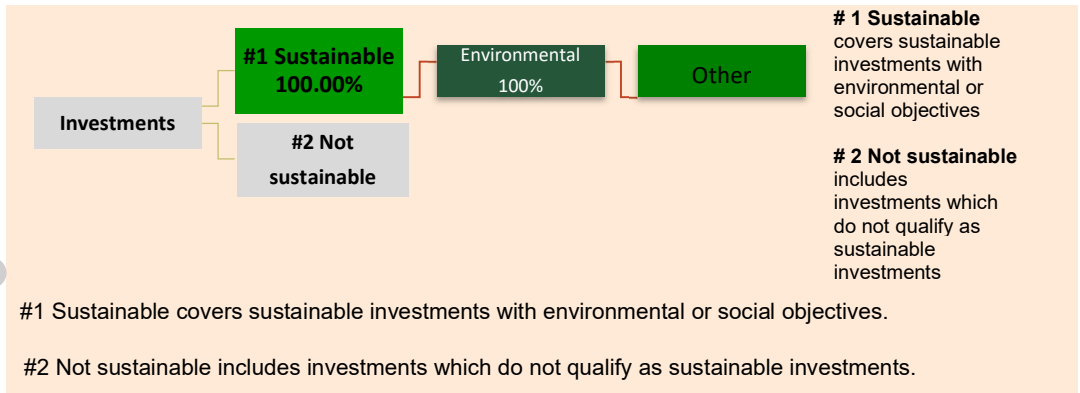 Investments
#1 Sustainable
100.00%
#2 Not
sustainable
Environmental
100%
Other
# 1 Sustainable
covers sustainable
investments with
environmental or
social objectives
# 2 Not sustainable
includes
investments which
do not qualify as
sustainable
investments
#1 Sustainable covers sustainable investments with environmental or social objectives.
#2 Not sustainable includes investments which do not qualify as sustainable investments.